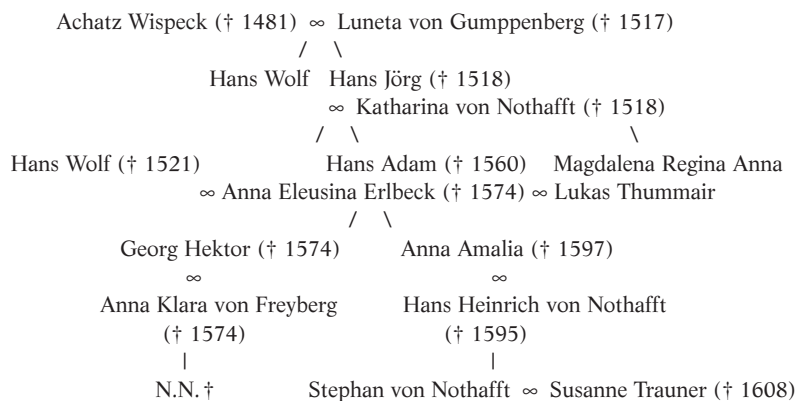 Achatz Wispeck († 1481) ∞ Luneta von Gumppenberg († 1517)
/ \
Hans Wolf Hans Jörg († 1518)
∞ Katharina von Nothafft († 1518)
/ \ \
Hans Wolf († 1521) Hans Adam († 1560) Magdalena Regina Anna
∞ Anna Eleusina Erlbeck († 1574) ∞ Lukas Thummair
/ \
Georg Hektor († 1574) Anna Amalia († 1597)
∞ ∞
Anna Klara von Freyberg Hans Heinrich von Nothafft
(† 1574) († 1595)
| |
N.N. † Stephan von Nothafft ∞ Susanne Trauner († 1608)